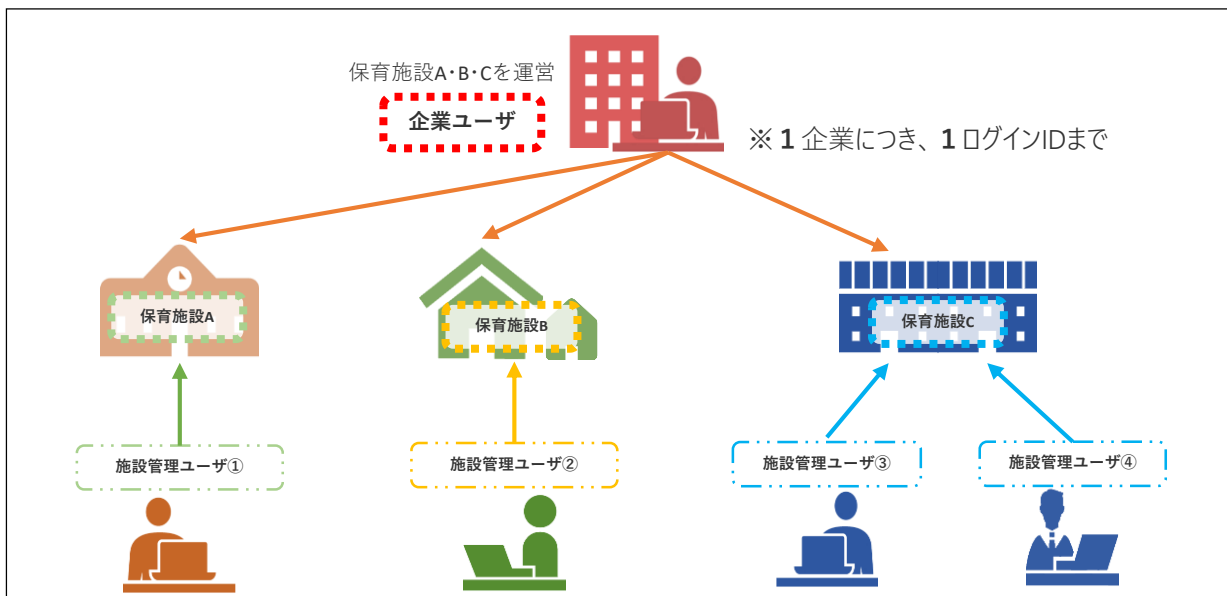 保育施設A･B･Cを運営
企業ユーザ
※ 1 企業につき、1 ログインIDまで
保育施設A
保育施設B
保育施設C
施設管理ユーザ①
施設管理ユーザ②
施設管理ユーザ③
施設管理ユーザ④